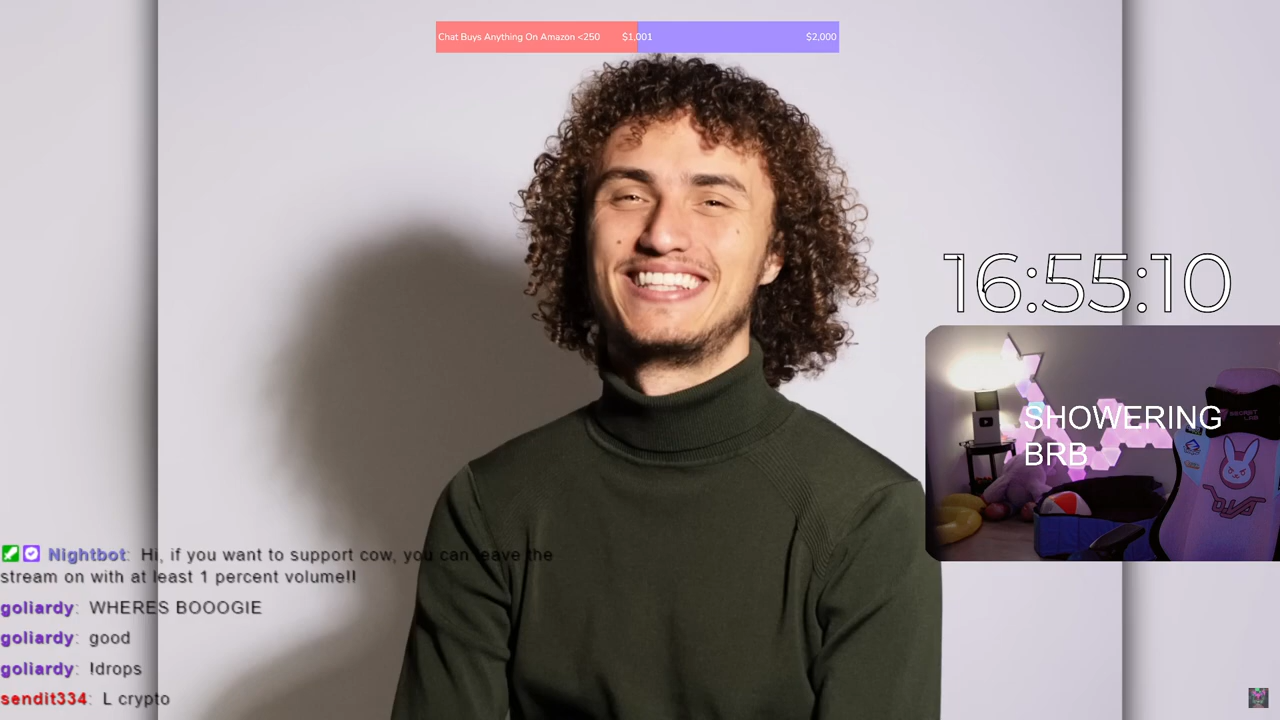 Chat Buys Anything On Amazon <250 $1,001 $2,000
16:55:10
SHOWERING
BRB
SECRET
LAB
Nightbot: Hi, if you want to support cow, you can leave the
stream on with at least 1 percent volume!!
goliardy: WHERES BOOOGIE
goliardy: good
goliardy: !drops
sendit334: L crypto